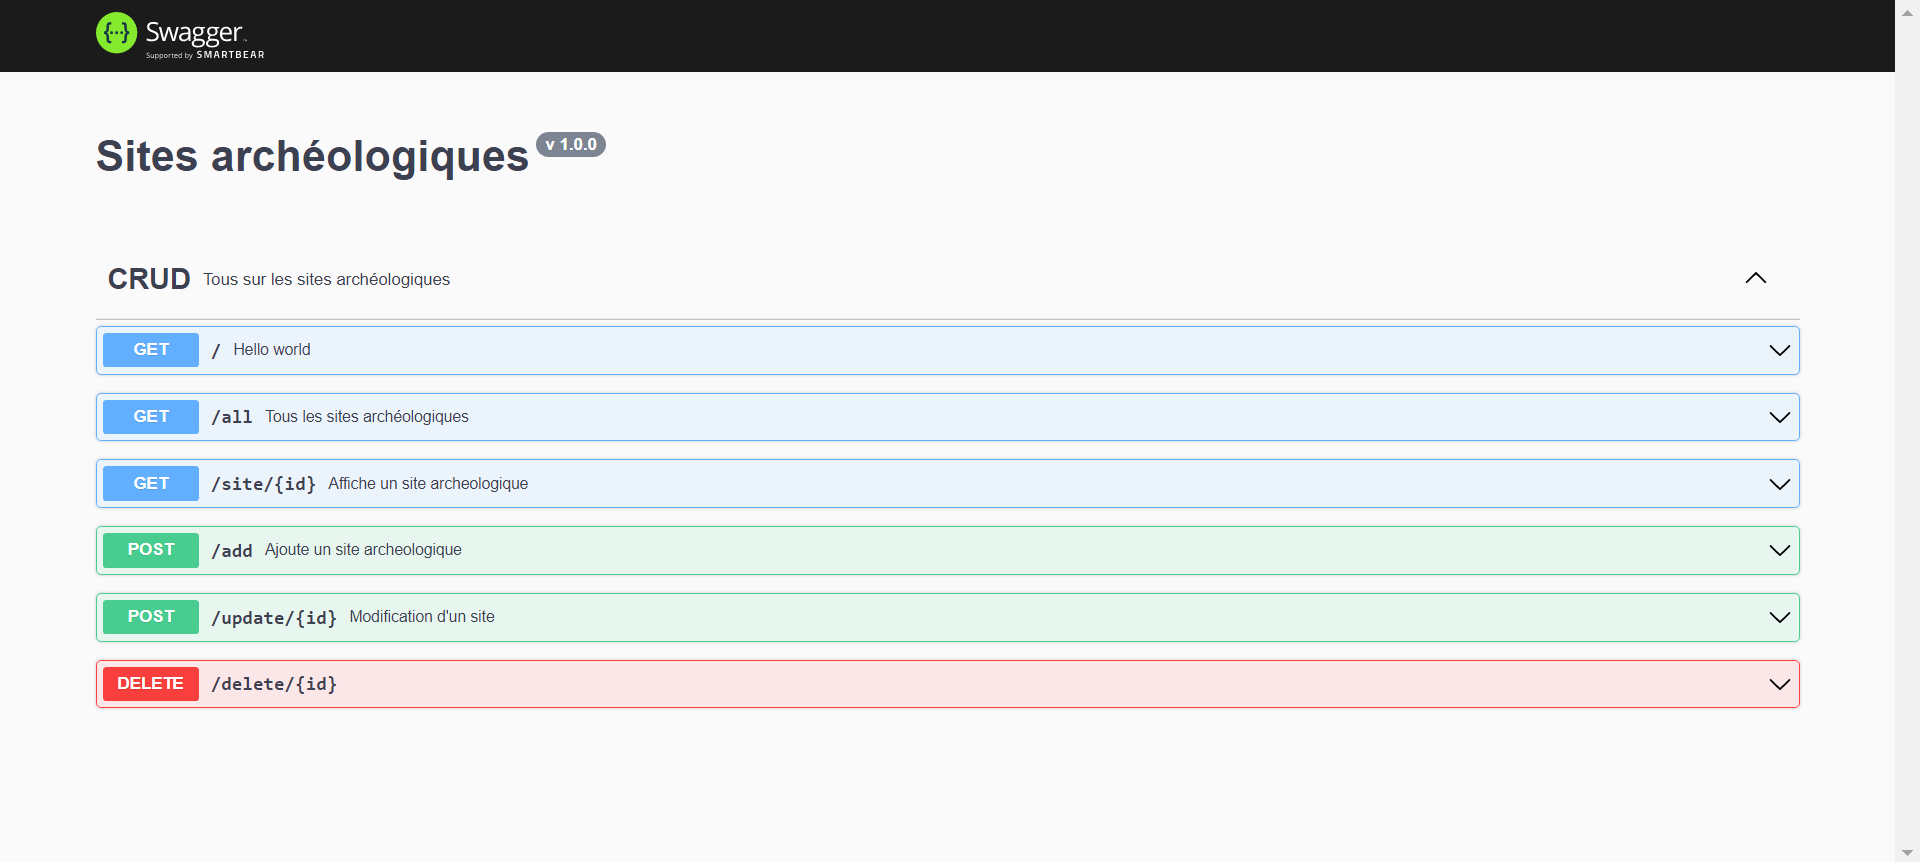 Swagger
Supported by SMARTBEAR
Sites archéologiques v 1.0.0
CRUD Tous sur les sites archéologiques
GET / Hello world
GET /all Tous les sites archéologiques
GET /site/{id} Affiche un site archeologique
POST /add Ajoute un site archeologique
POST /update/{id} Modification d'un site
DELETE /delete/{id}